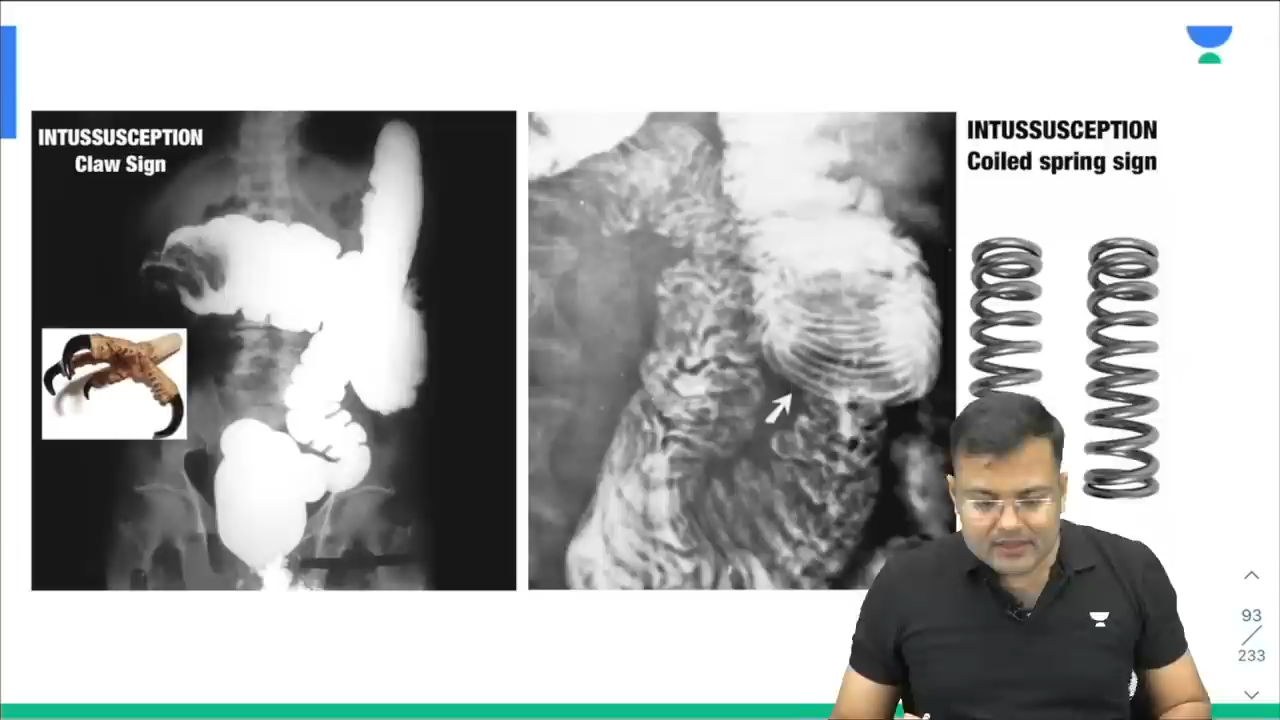 INTUSSUSCEPTION
Claw Sign
INTUSSUSCEPTION
Coiled spring sign
93
233